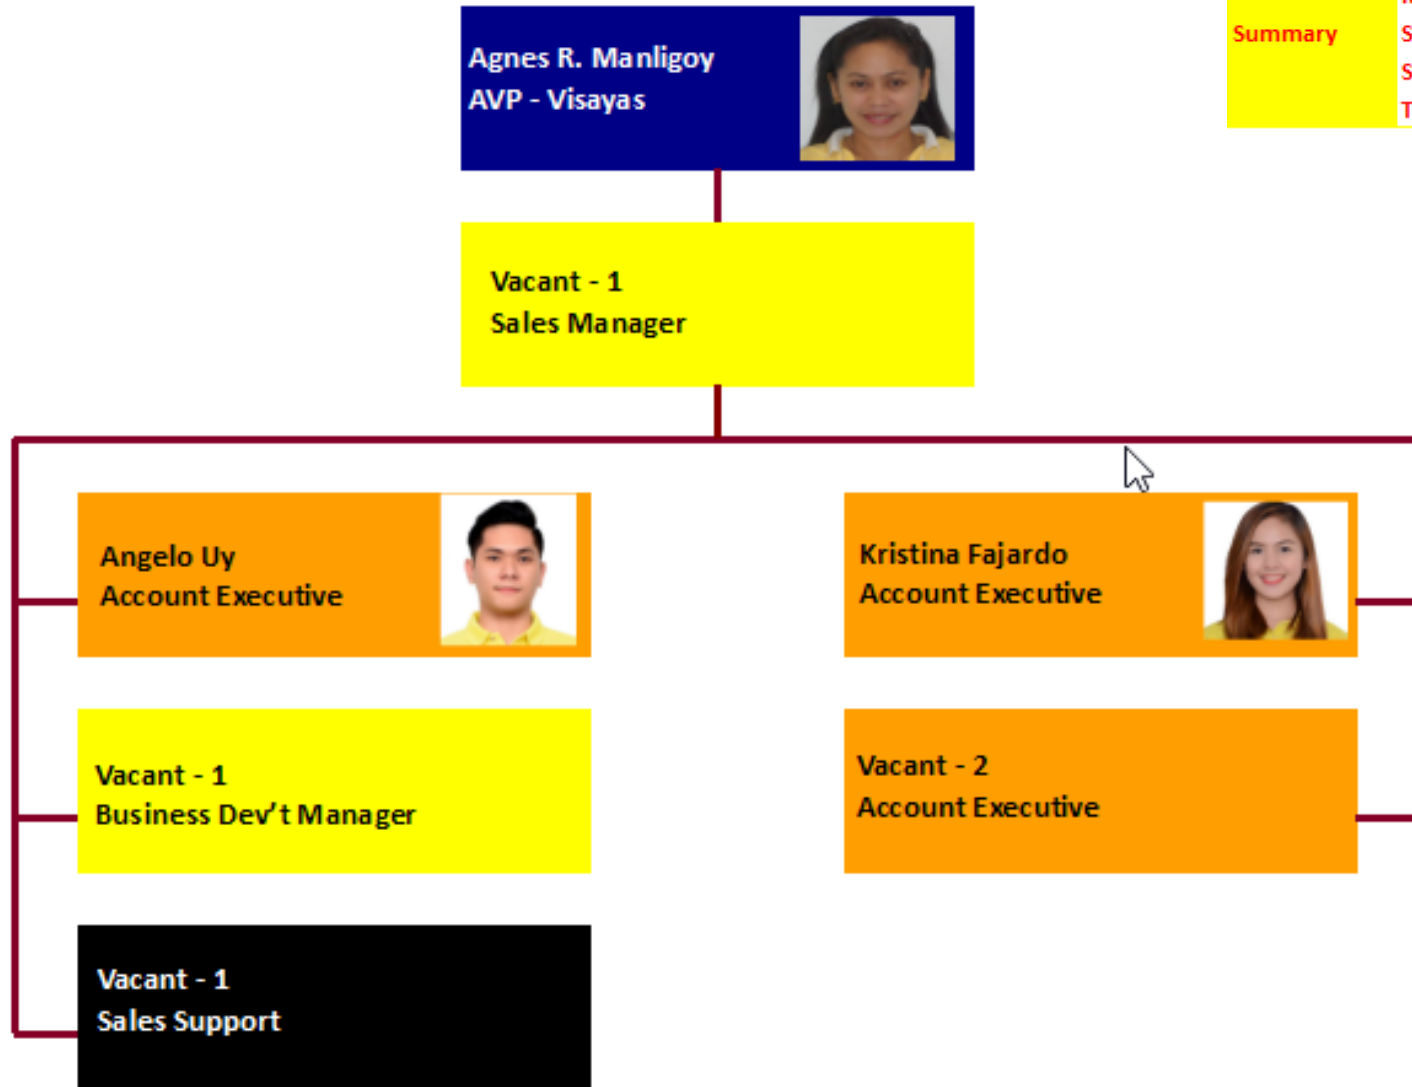 Agnes R. Manligoy
AVP - Visayas
Summary
Vacant - 1
Sales Manager
Angelo Uy
Account Executive
Kristina Fajardo
Account Executive
Vacant - 1
Business Dev’t Manager
Vacant - 2
Account Executive
Vacant - 1
Sales Support